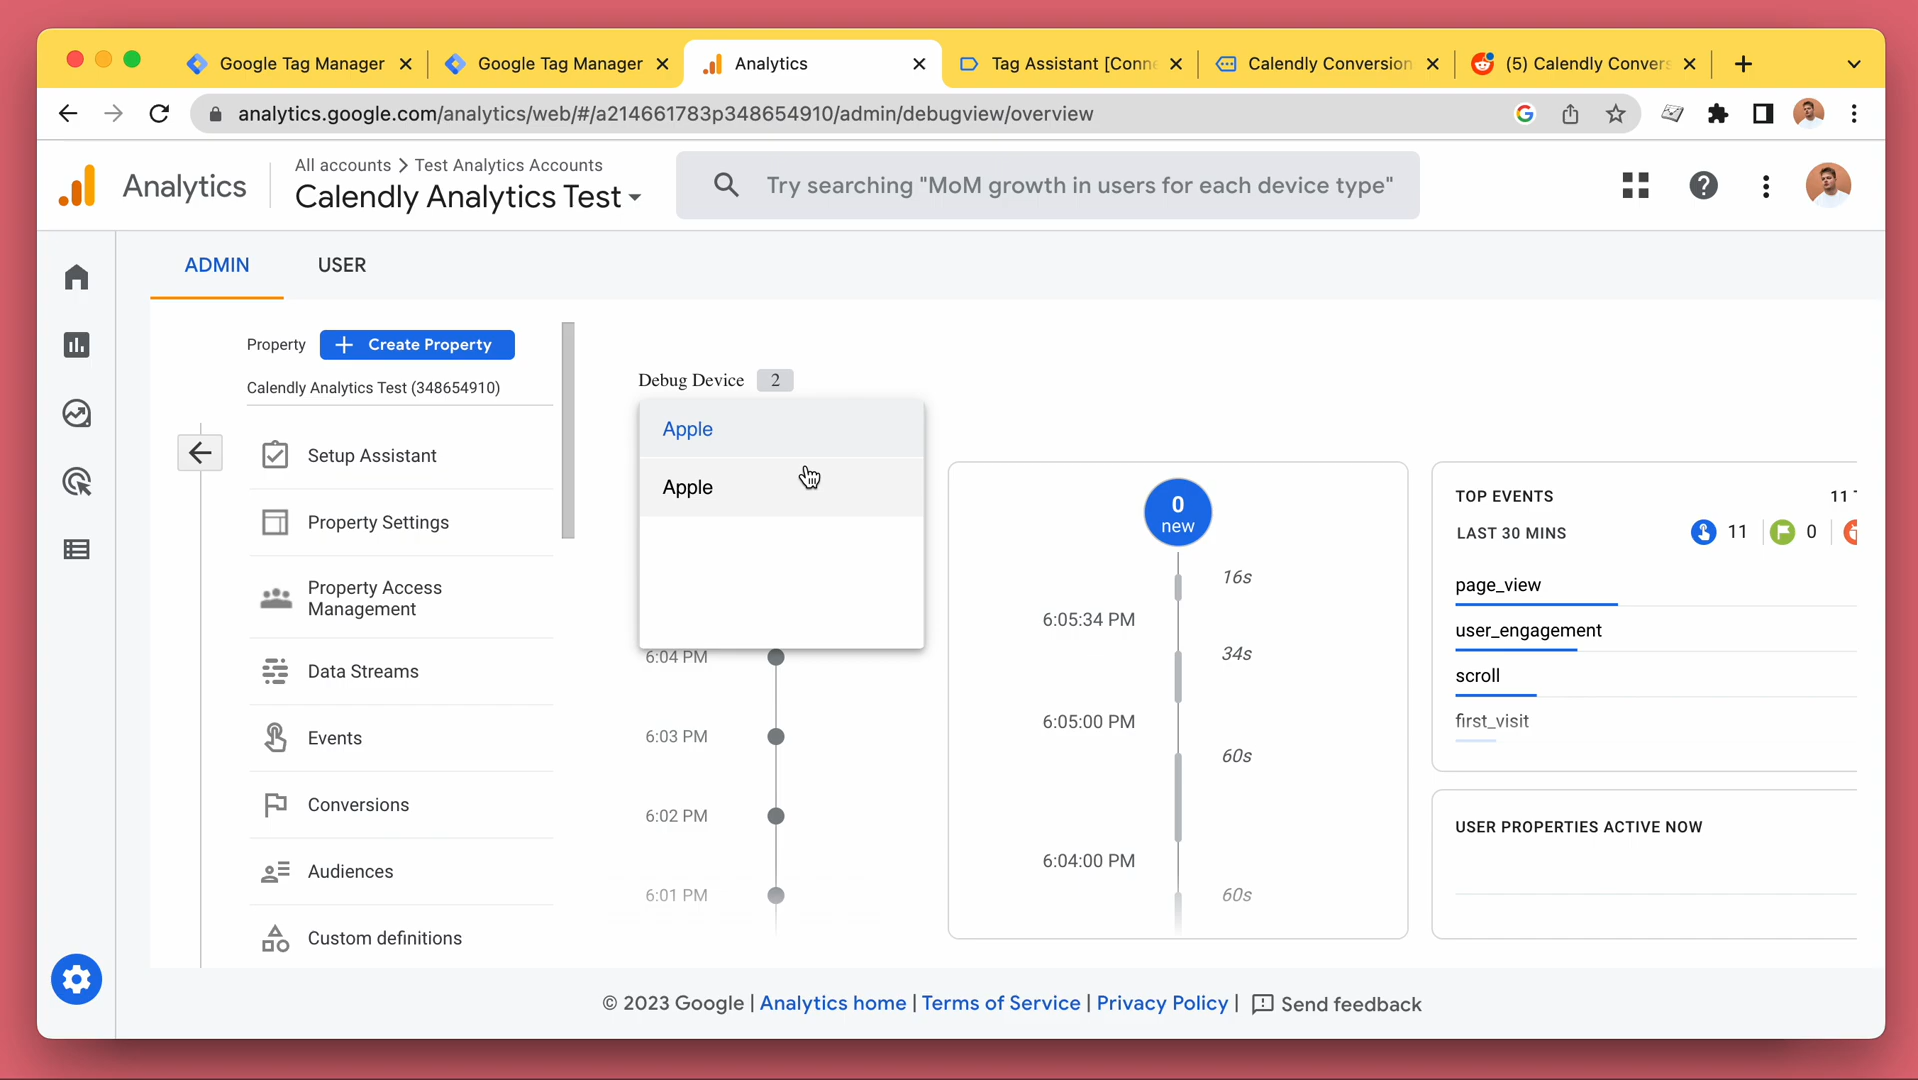 Google Tag Manager
Google Tag Manager
Analytics
Tag Assistant [Conne
Calendly Conversion
(5) Calendly Convers
analytics.google.com/analytics/web/#/a214661783p348654910/admin/debugview/overview
Analytics
All accounts > Test Analytics Accounts
Calendly Analytics Test
Try searching "MoM growth in users for each device type"
ADMIN
USER
Property
Create Property
Calendly Analytics Test (348654910)
Setup Assistant
Property Settings
Property Access
Management
Data Streams
Events
Conversions
Audiences
Custom definitions
Debug Device 2
Apple
Apple
6:04 PM
6:03 PM
6:02 PM
6:01 PM
0
new
16s
6:05:34 PM
34s
6:05:00 PM
60s
6:04:00 PM
60s
TOP EVENTS
11
LAST 30 MINS
11
0
page_view
user_engagement
scroll
first_visit
USER PROPERTIES ACTIVE NOW
© 2023 Google | Analytics home | Terms of Service | Privacy Policy | Send feedback